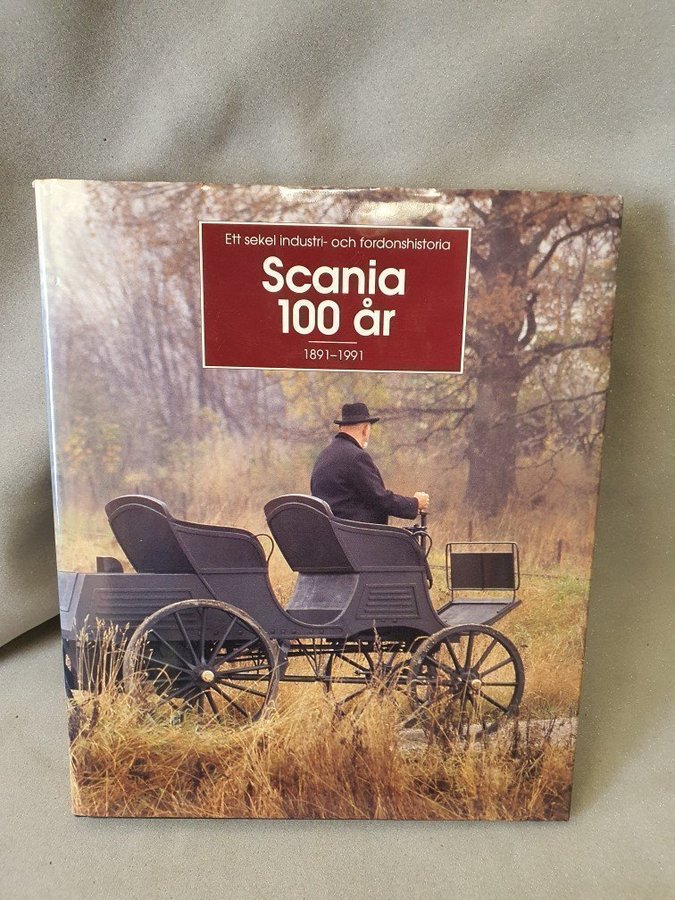 Ett sekel industri- och fordonshistoria
Scania
100 år
1891–1991